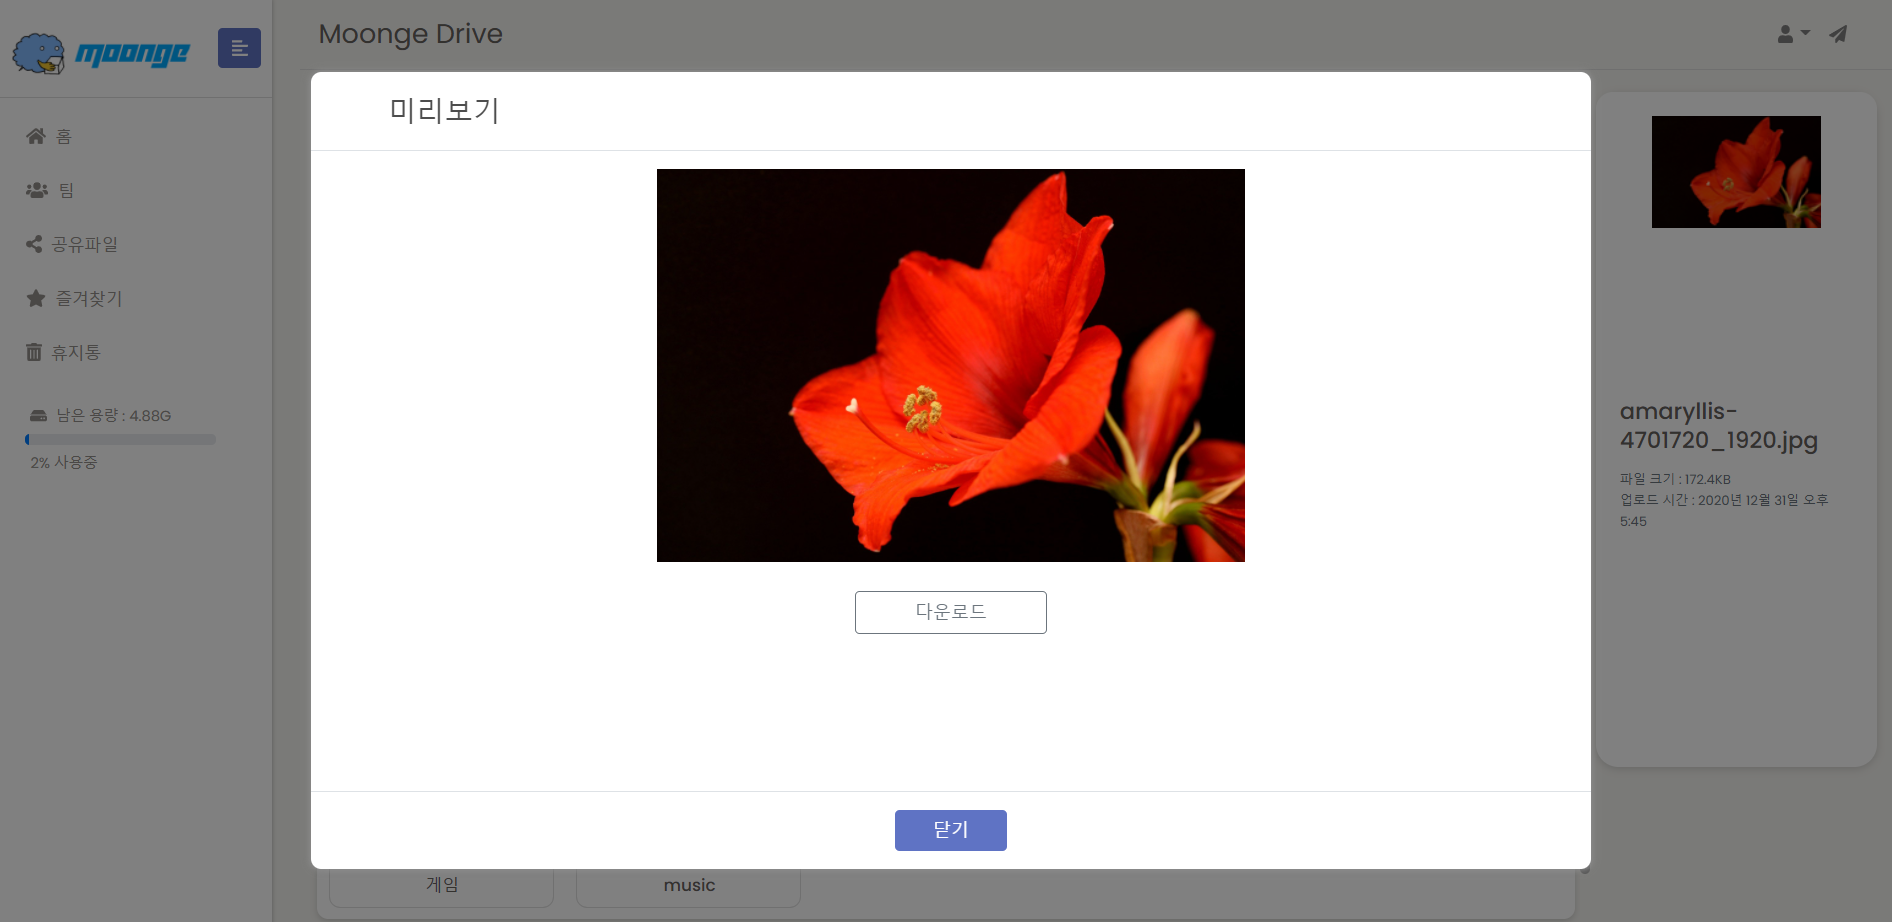 moonge
Moonge Drive
홈
팀
공유파일
즐겨찾기
휴지통
남은 용량 : 4.88G
2% 사용중
미리보기
다운로드
닫기
게임
music
amaryllis-
4701720_1920.jpg
파일 크기 : 172.4KB
업로드 시간 : 2020년 12월 31일 오후
5:45